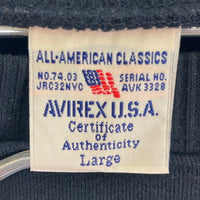 ALL-AMERICAN CLASSICS
NO.74.03 SERIAL NO.
JRC32NYC AVK 3328
AVIREX U.S.A.
Certificate
of
Authenticity
Large